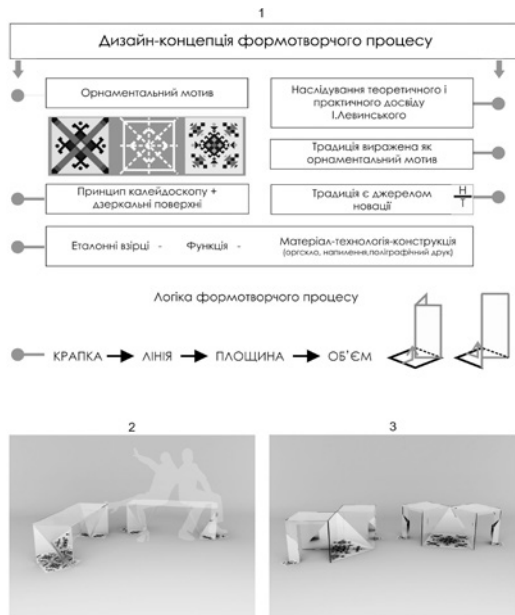 1
Дизайн-концепція формотворчого процесу
Орнаментальний мотив
Наслідування теоретичного і
практичного досвіду
І.Левинського
Традиція виражена як
орнаментальний мотив
Принцип калейдоскопу +
дзеркальні поверхні
Традиція є джерелом
новації
Н
Т
Еталонні взірці - Функція - Матеріал-технологія-конструкція
(оргскло, напилення,поліграфічний друк)
Логіка формотворчого процесу
КРАПКА ЛІНІЯ ПЛОЩИНА ОБ'ЄМ
2
3